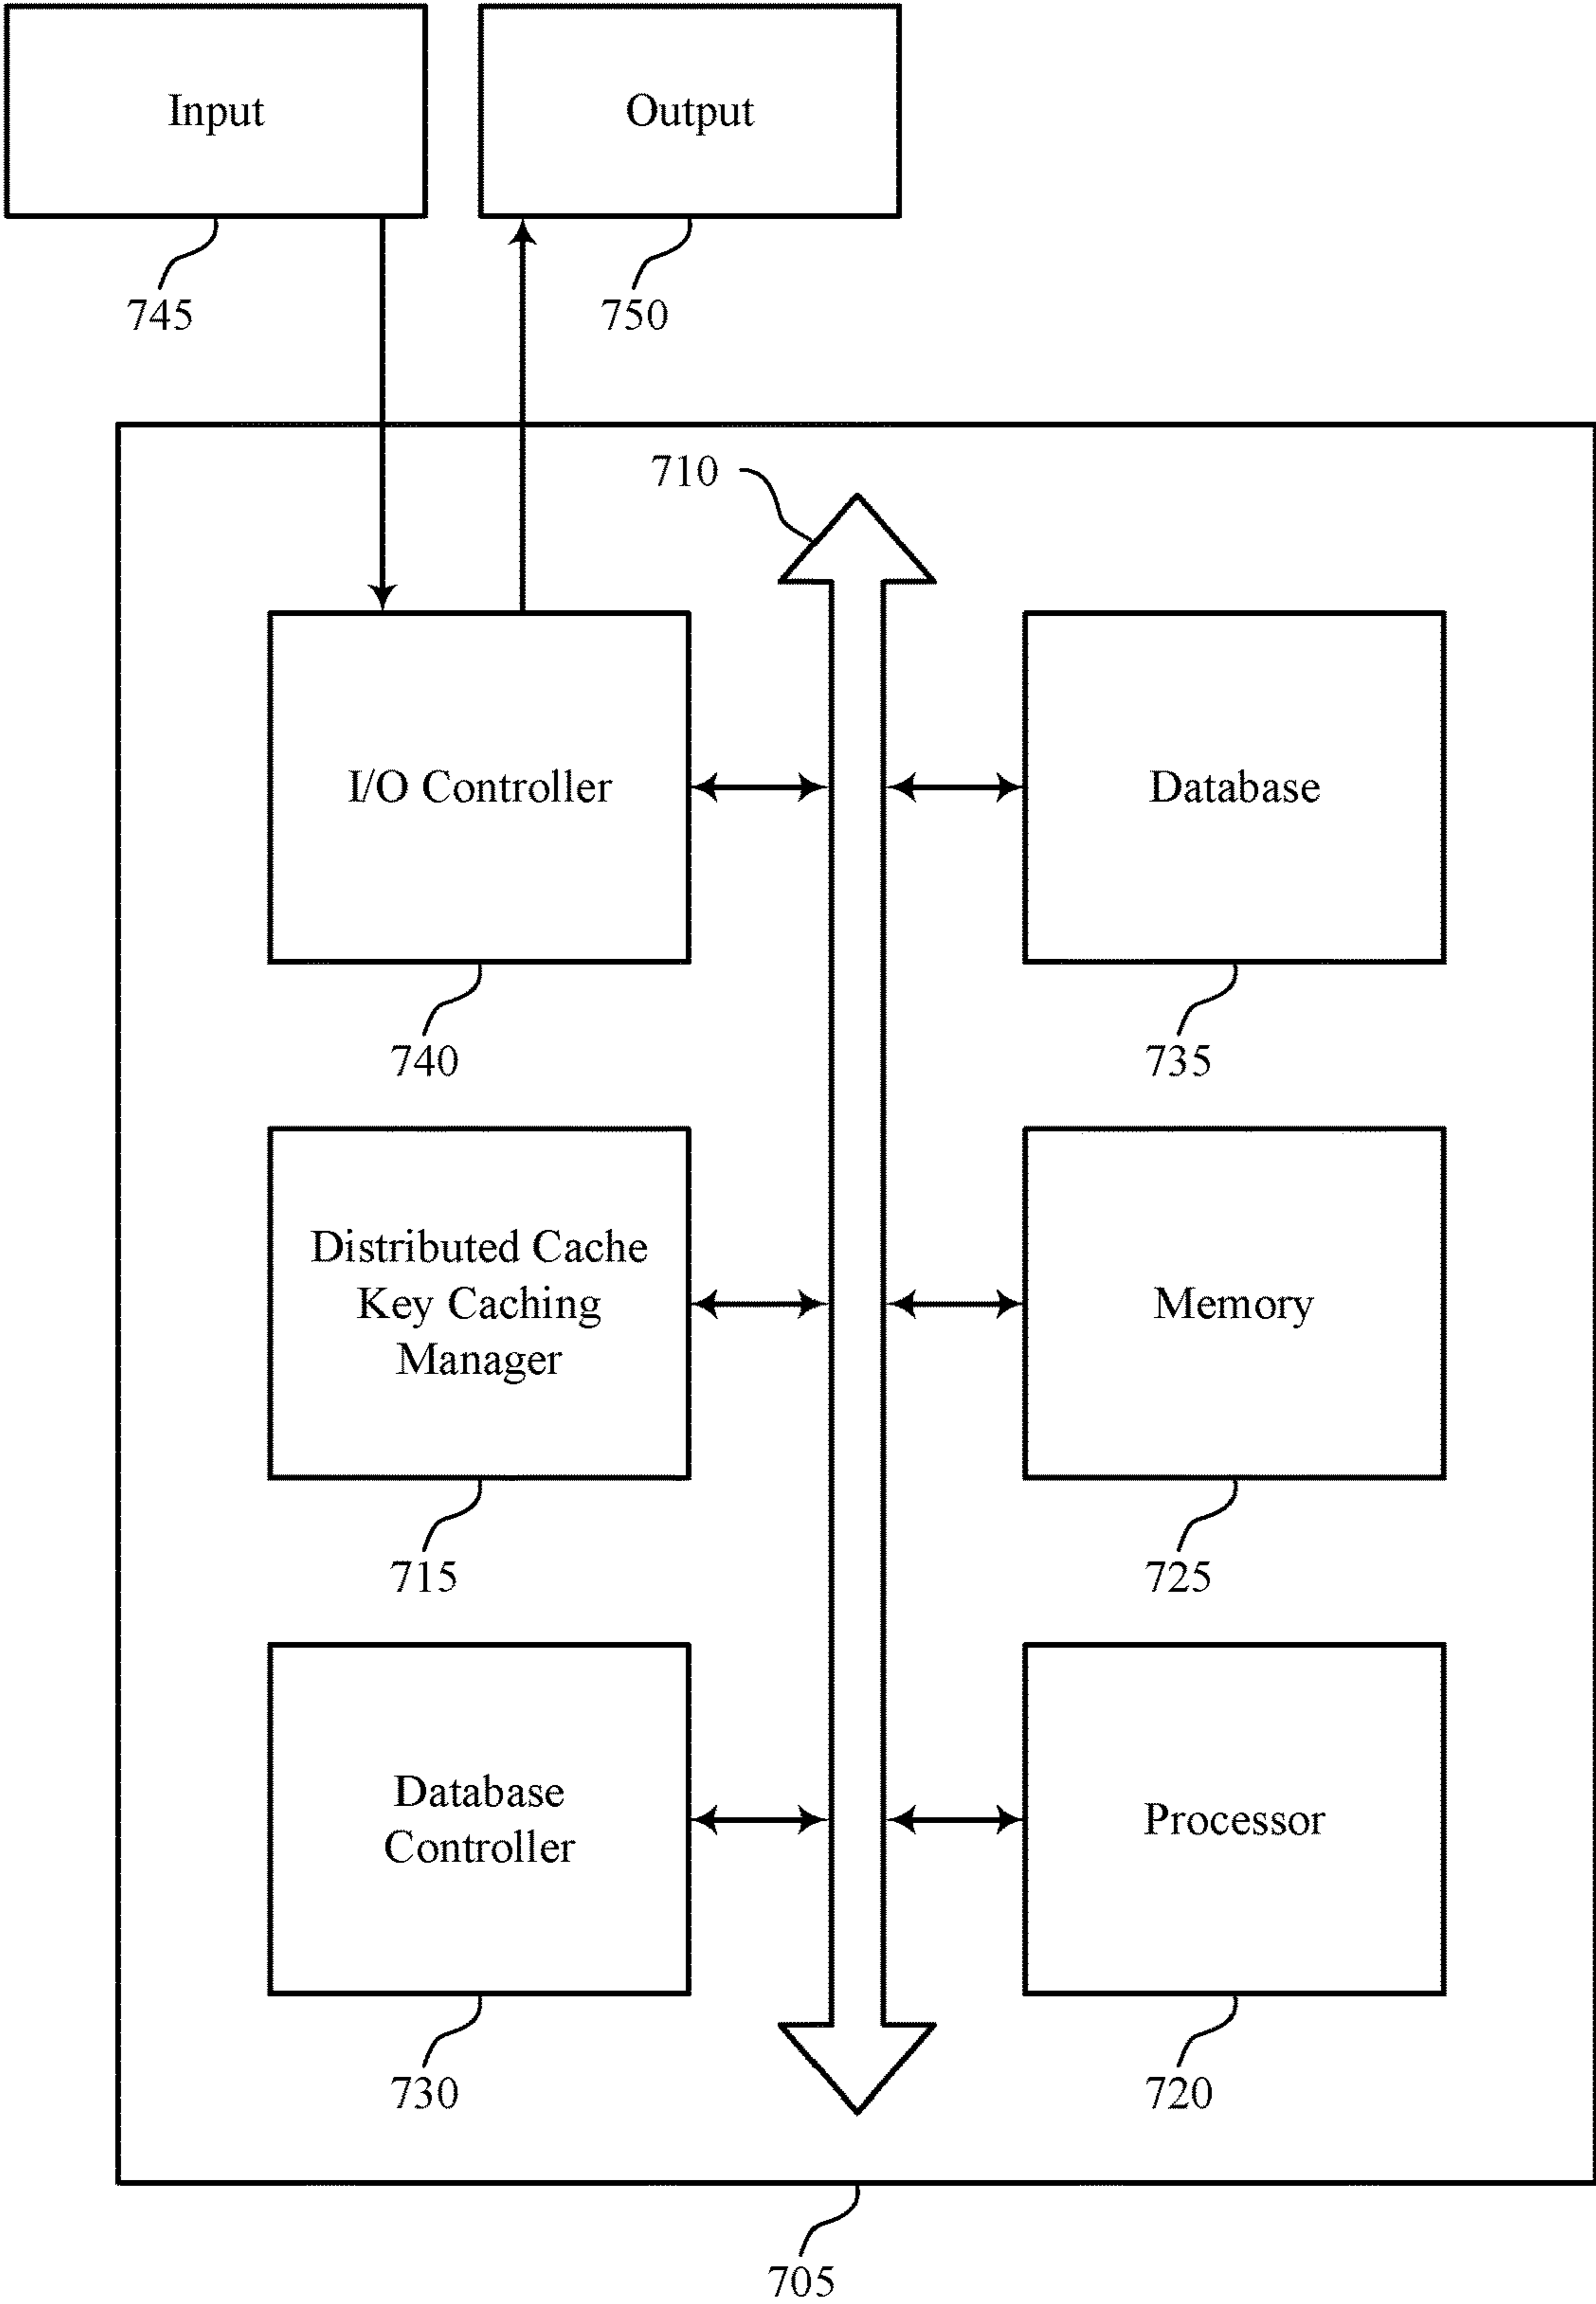 Input
Output
745
750
710
I/O Controller
Database
740
735
Distributed Cache
Key Caching
Manager
Memory
715
725
Database
Controller
Processor
730
720
705